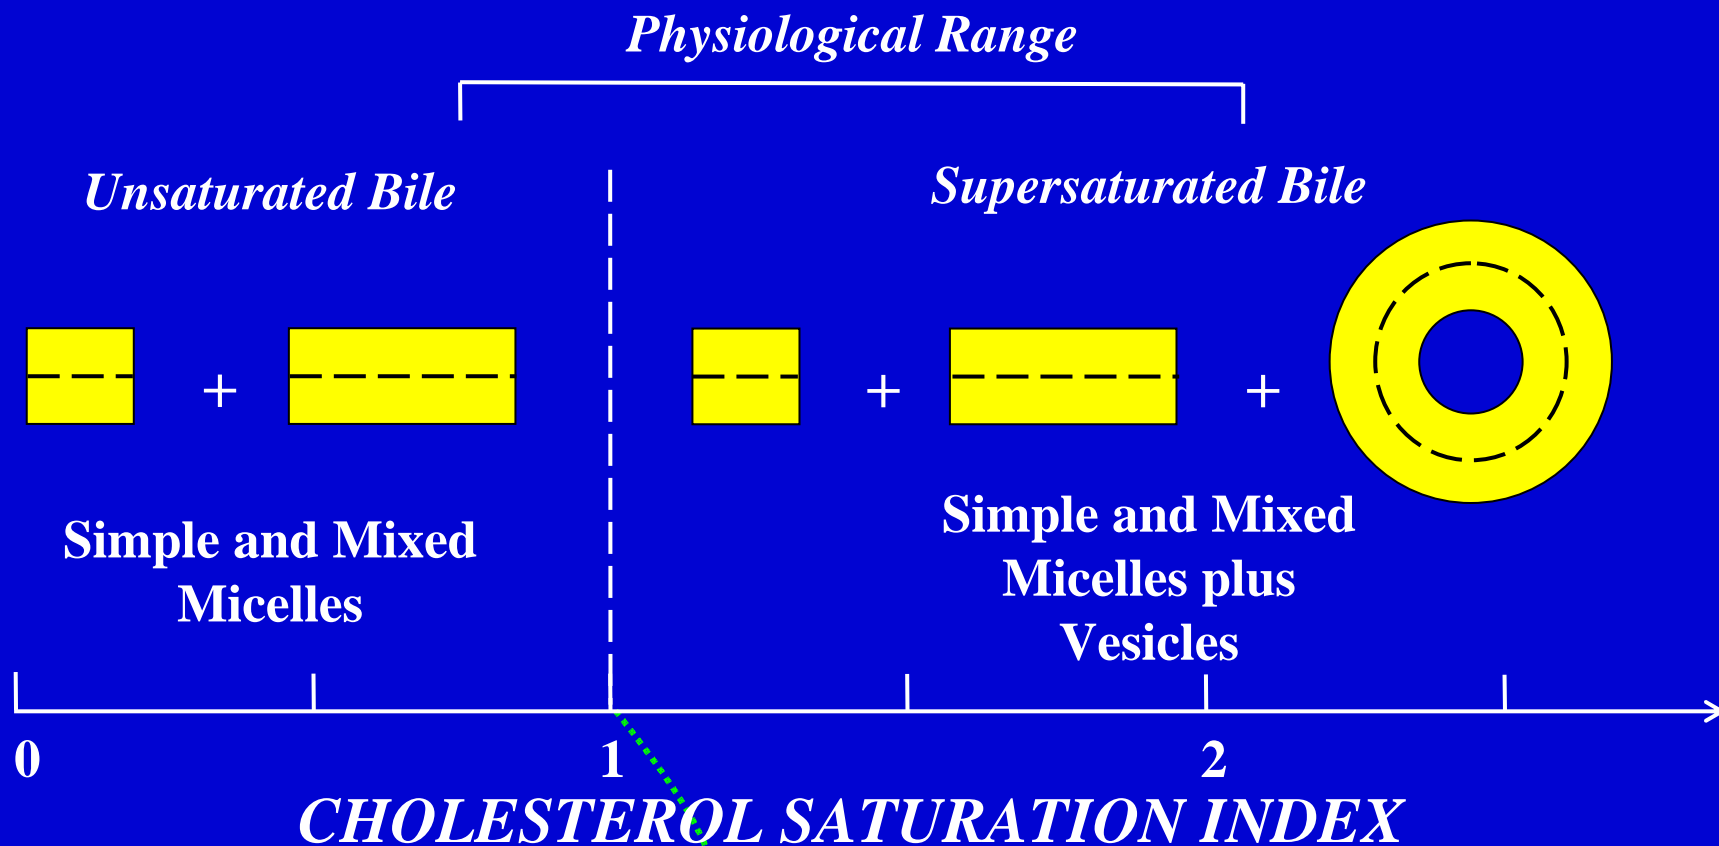 Physiological Range
Unsaturated Bile
Supersaturated Bile
+
+
+
Simple and Mixed
Micelles
Simple and Mixed
Micelles plus
Vesicles
0
1
2
CHOLESTEROL SATURATION INDEX